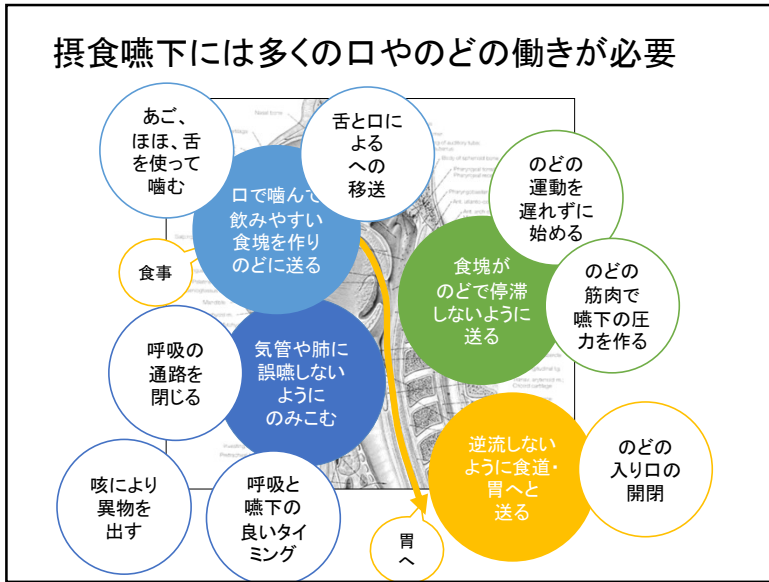 摂食嚥下には多くの口やのどの働きが必要
あご、
ほほ、舌
を使って
噛む
舌と口に
よる
への
移送
口で噛んで
飲みやすい
食塊を作り
のどに送る
食事
のどの
運動を
遅れずに
始める
食塊が
のどで停滞
しないように
送る
のどの
筋肉で
嚥下の圧
力を作る
呼吸の
通路を
閉じる
気管や肺に
誤嚥しない
ように
のみこむ
咳により
異物を
出す
呼吸と
嚥下の
良いタイ
ミング
逆流しない
ように食道・
胃へと
送る
のどの
入り口の
開閉
胃
へ
Nasal bone